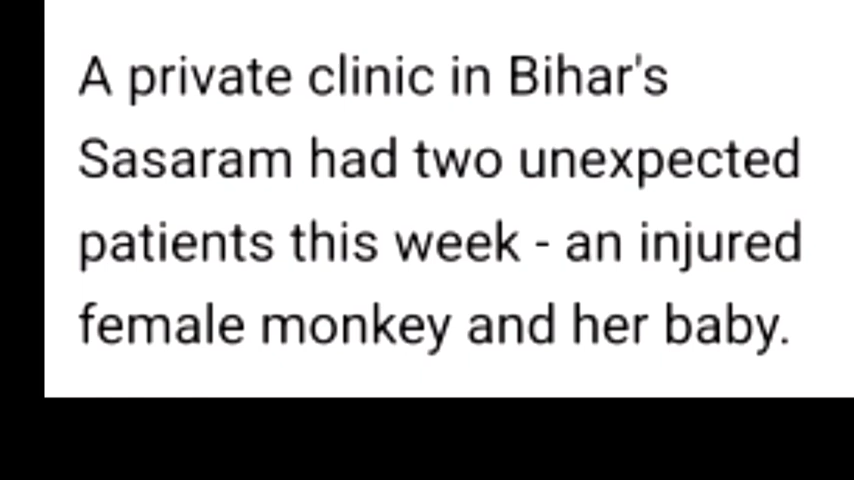 A private clinic in Bihar's
Sasaram had two unexpected
patients this week - an injured
female monkey and her baby.